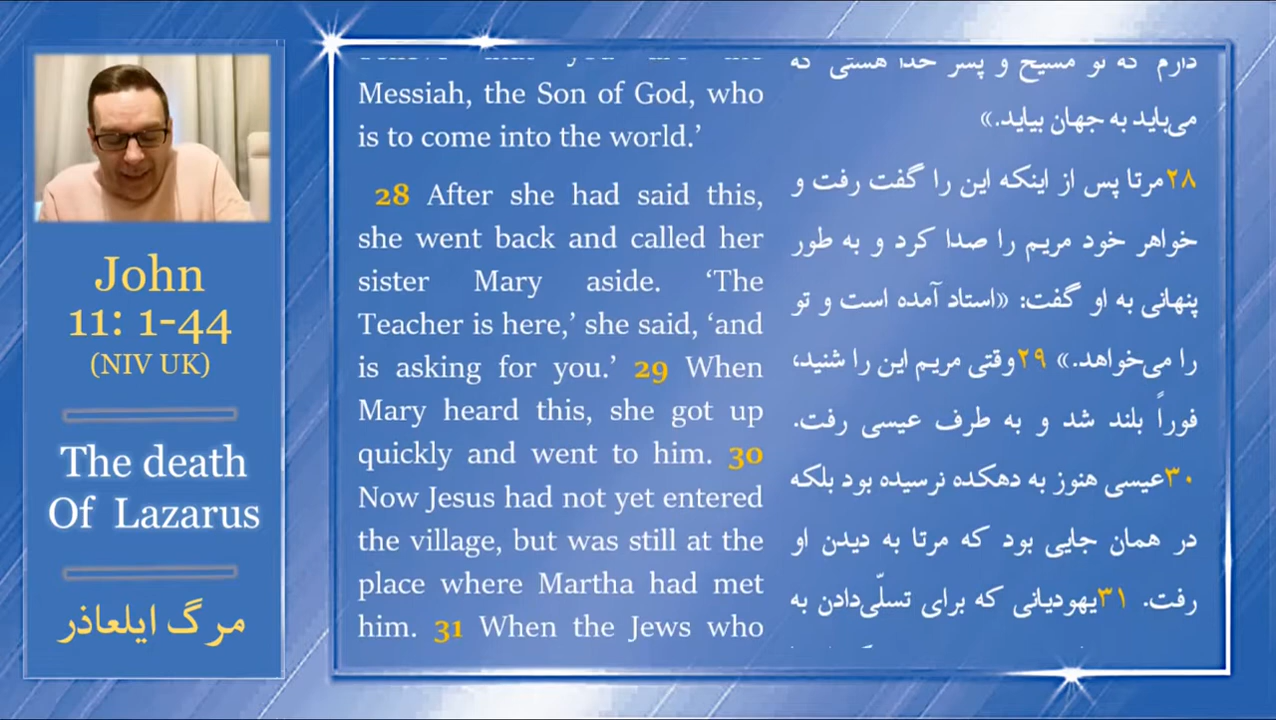 John
11: 1-44
(NIV UK)
The death
Of Lazarus
مرگ ایلعاذر
believe that you are the
Messiah, the Son of God, who
is to come into the world.’
28 After she had said this,
she went back and called her
sister Mary aside. ‘The
Teacher is here,’ she said, ‘and
is asking for you.’ 29 When
Mary heard this, she got up
quickly and went to him. 30
Now Jesus had not yet entered
the village, but was still at the
place where Martha had met
him. 31 When the Jews who
دارم که تو مسیح و پسر خدا هستی که
می‌باید به جهان بیاید.»
۲۸مرتا پس از اینکه این را گفت رفت و
خواهر خود مریم را صدا کرد و به طور
پنهانی به او گفت: «استاد آمده است و تو
را می‌خواهد.» ۲۹وقتی مریم این را شنید،
فوراً بلند شد و به طرف عیسی رفت.
۳۰عیسی هنوز به دهکده نرسیده بود بلکه
در همان جایی بود که مرتا به دیدن او
رفت. ۳۱یهودیانی که برای تسلّی‌دادن به